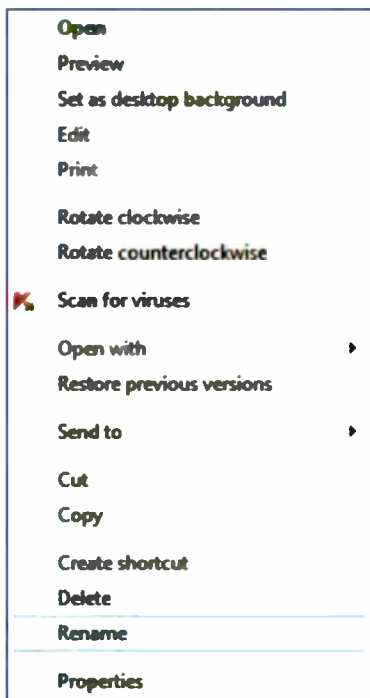 Open
Preview
Set as desktop background
Edit
Print
Rotate clockwise
Rotate counterclockwise
Scan for viruses
Open with
Restore previous versions
Send to
Cut
Copy
Create shortcut
Delete
Rename
Properties